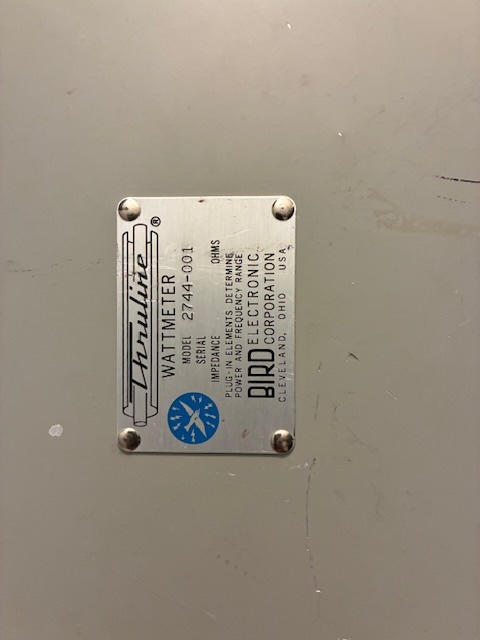 Thruline®
WATTMETER
MODEL 2744-001
SERIAL
IMPEDANCE OHMS
PLUG-IN ELEMENTS DETERMINE
POWER AND FREQUENCY RANGE
BIRD ELECTRONIC
CORPORATION
CLEVELAND, OHIO USA